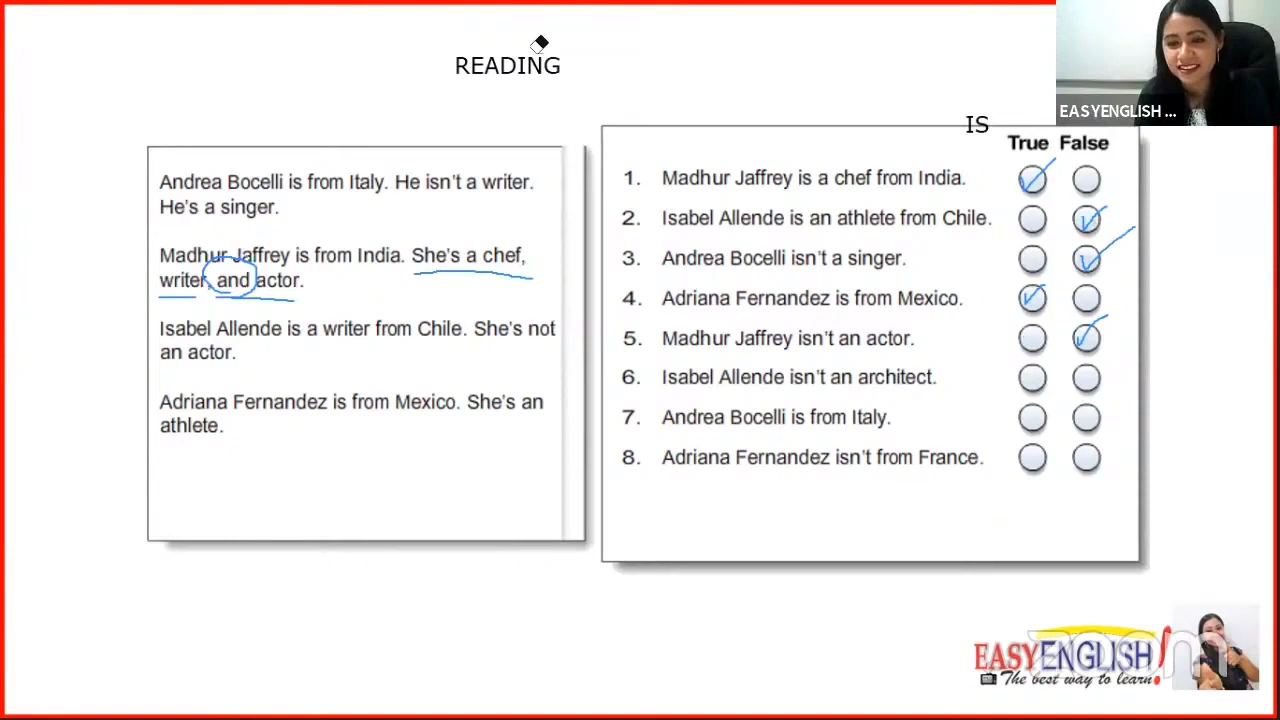 READING
EASYENGLISH ...
IS
True False
Andrea Bocelli is from Italy. He isn't a writer.
He's a singer.
Madhur Jaffrey is from India. She's a chef,
writer, and actor.
Isabel Allende is a writer from Chile. She's not
an actor.
Adriana Fernandez is from Mexico. She's an
athlete.
1. Madhur Jaffrey is a chef from India.
2. Isabel Allende is an athlete from Chile.
3. Andrea Bocelli isn't a singer.
4. Adriana Fernandez is from Mexico.
5. Madhur Jaffrey isn't an actor.
6. Isabel Allende isn't an architect.
7. Andrea Bocelli is from Italy.
8. Adriana Fernandez isn't from France.
EASYENGLISH!
The best way to learn!
zoom